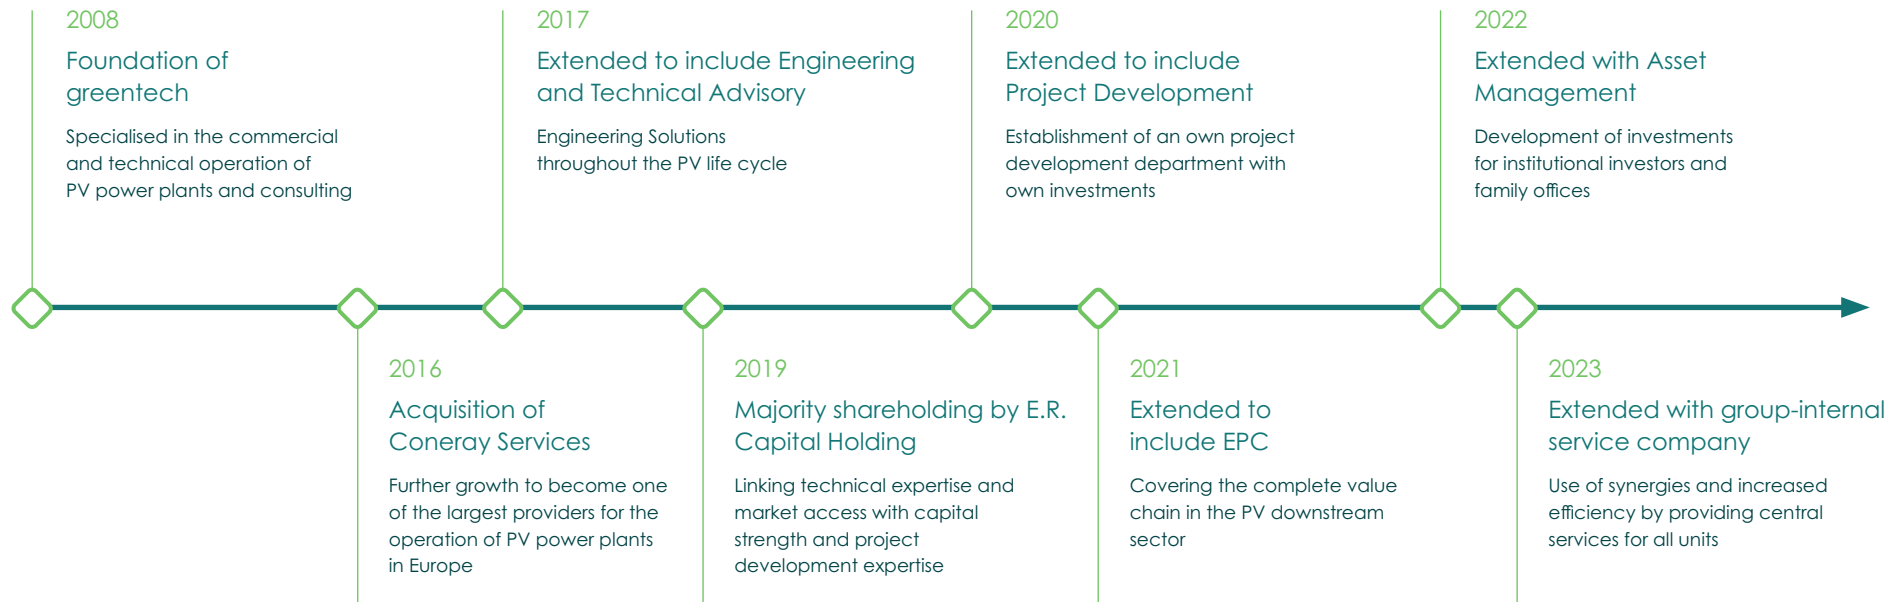 2008
Foundation of
greentech
Specialised in the commercial
and technical operation of
PV power plants and consulting
2017
Extended to include Engineering
and Technical Advisory
Engineering Solutions
throughout the PV life cycle
2020
Extended to include
Project Development
Establishment of an own project
development department with
own investments
2022
Extended with Asset
Management
Development of investments
for institutional investors and
family offices
2016
Acquisition of
Coneray Services
Further growth to become one
of the largest providers for the
operation of PV power plants
in Europe
2019
Majority shareholding by E.R.
Capital Holding
Linking technical expertise and
market access with capital
strength and project
development expertise
2021
Extended to
include EPC
Covering the complete value
chain in the PV downstream
sector
2023
Extended with group-internal
service company
Use of synergies and increased
efficiency by providing central
services for all units